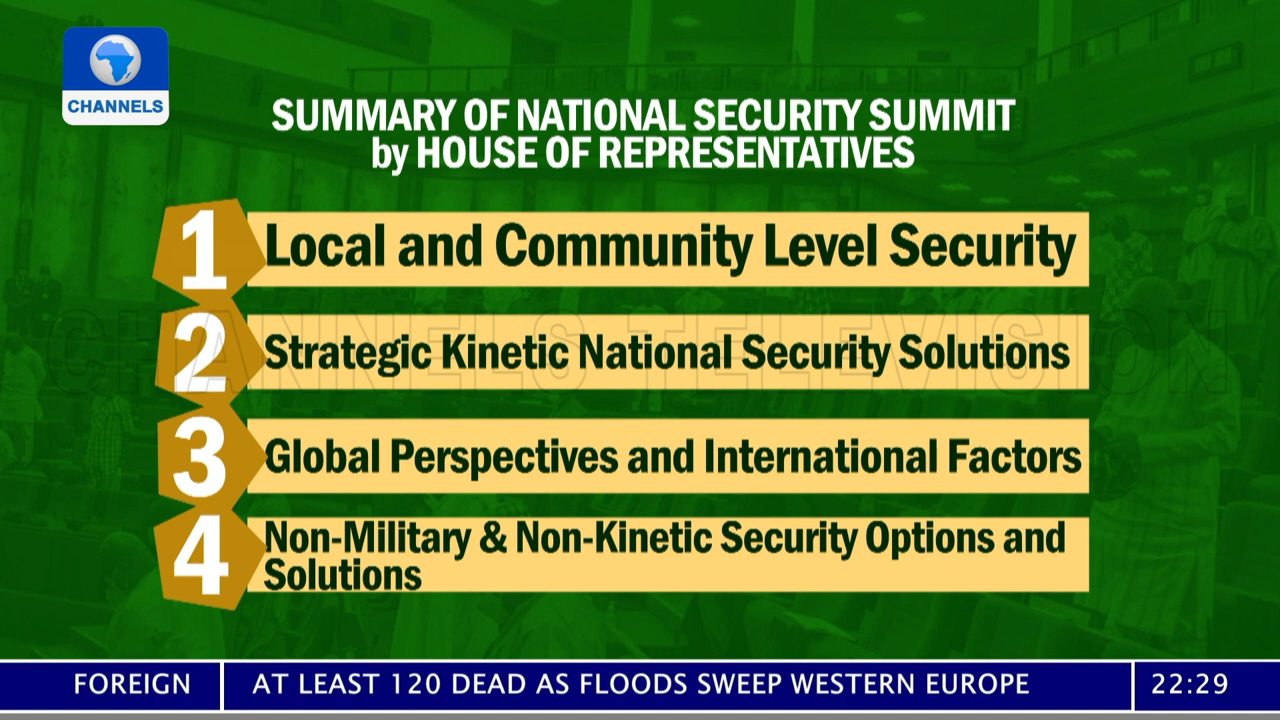 CHANNELS
SUMMARY OF NATIONAL SECURITY SUMMIT
by HOUSE OF REPRESENTATIVES
1 Local and Community Level Security
2 Strategic Kinetic National Security Solutions
CHANNELS TELEVISION
3 Global Perspectives and International Factors
4 Non-Military & Non-Kinetic Security Options and
Solutions
FOREIGN AT LEAST 120 DEAD AS FLOODS SWEEP WESTERN EUROPE 22:29